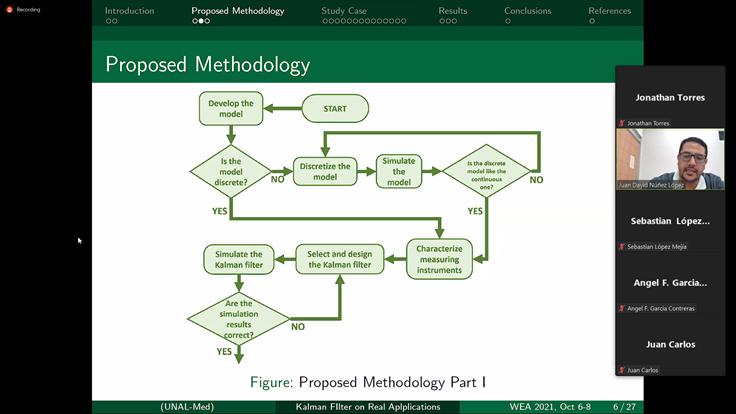 Recording
Introduction
Proposed Methodology
Study Case
Results
Conclusions
References
Proposed Methodology
Develop the
model
START
Is the
model
discrete?
NO
Discretize the
model
Simulate
the
model
Is the discrete
model like the
continuous
one?
NO
YES
YES
Simulate the
Kalman filter
Select and design
the Kalman filter
Characterize
measuring
instruments
Are the
simulation
results
correct?
NO
YES
Figure: Proposed Methodology Part I
(UNAL-Med)
Kalman FIlter on Real Aplplications
WEA 2021, Oct 6-8
6 / 27
Jonathan Torres
Jonathan Torres
Juan David Núñez López
Sebastian López...
Sebastian López Mejía
Angel F. Garcia...
Angel F. Garcia Contreras
Juan Carlos
Juan Carlos